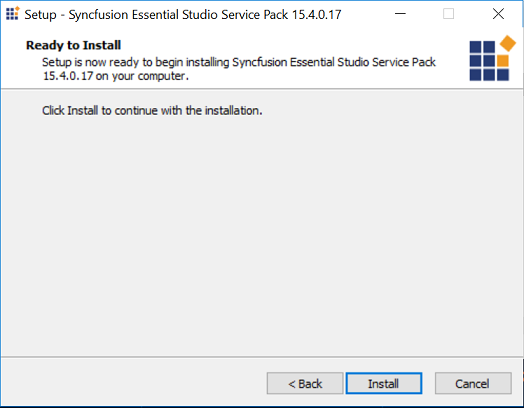 Setup - Syncfusion Essential Studio Service Pack 15.4.0.17
Ready to Install
Setup is now ready to begin installing Syncfusion Essential Studio Service Pack
15.4.0.17 on your computer.
Click Install to continue with the installation.
< Back
Install
Cancel